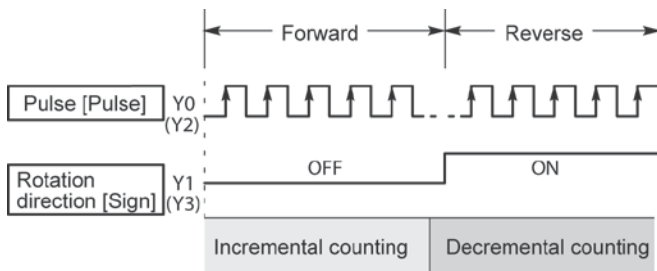 Forward
Reverse
Pulse [Pulse]
Y0
(Y2)
OFF
ON
Rotation
direction [Sign]
Y1
(Y3)
Incremental counting
Decremental counting